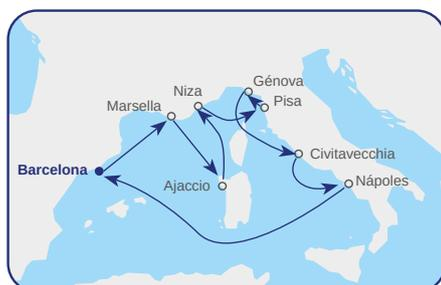 Génova
Niza
Pisa
Marsella
Civitavecchia
Barcelona
Nápoles
Ajaccio